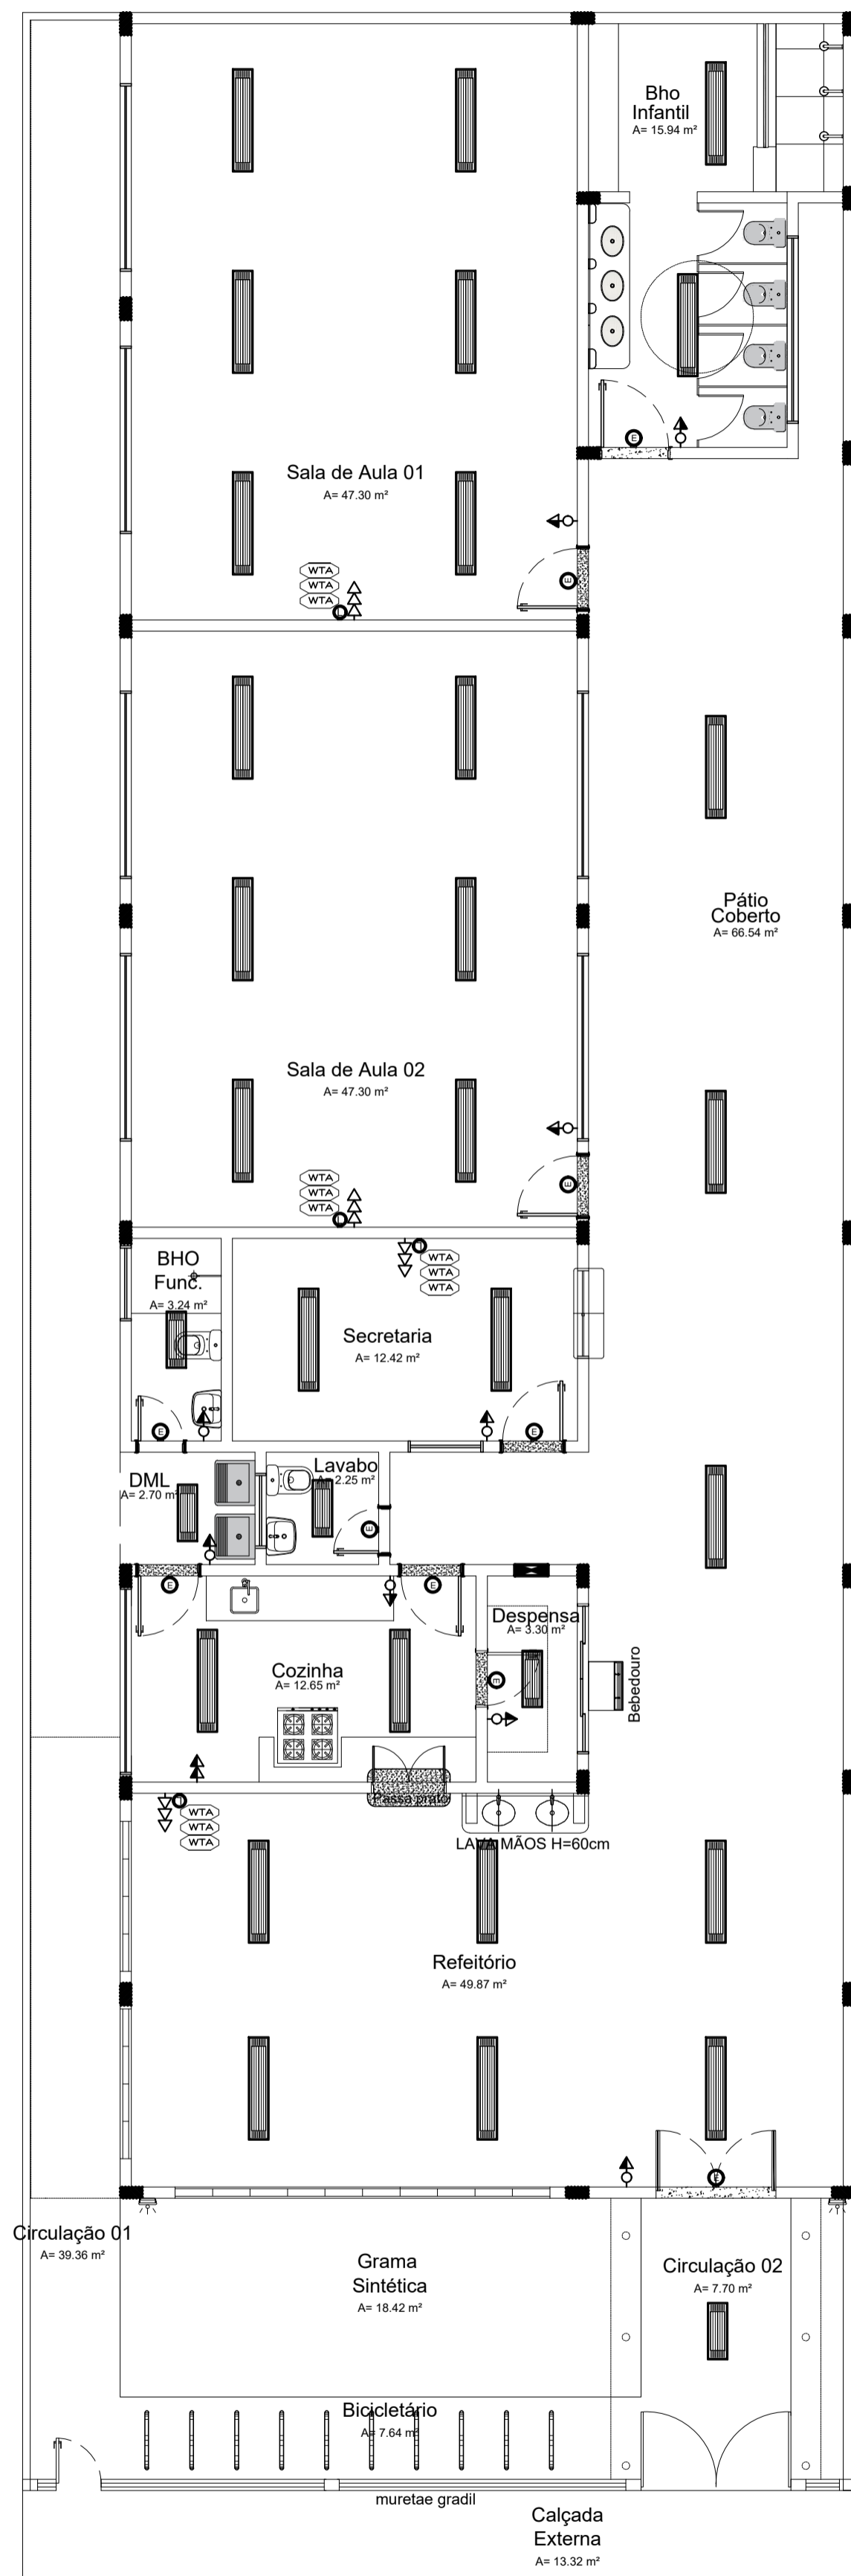 Bho
Infantil
A= 15.94 m²
Sala de Aula 01
A= 47.30 m²
E
E
WTA
WTA
WTA
Pátio
Coberto
A= 66.54 m²
Sala de Aula 02
A= 47.30 m²
E
WTA
WTA
WTA
BHO
Func.
A= 3.24 m²
WTA
WTA
WTA
Secretaria
A= 12.42 m²
E
E
DML
A= 2.70 m²
Lavabo
A= 2.25 m²
E
E
E
Despensa
A= 3.30 m²
Cozinha
A= 12.65 m²
E
Bebedouro
Passa prato
WTA
WTA
WTA
LAVA MÃOS H=60cm
Refeitório
A= 49.87 m²
E
Circulação 01
A= 39.36 m²
Grama
Sintética
A= 18.42 m²
Circulação 02
A= 7.70 m²
Bicicletário
A= 7.64 m²
muretae gradil
Calçada
Externa
A= 13.32 m²